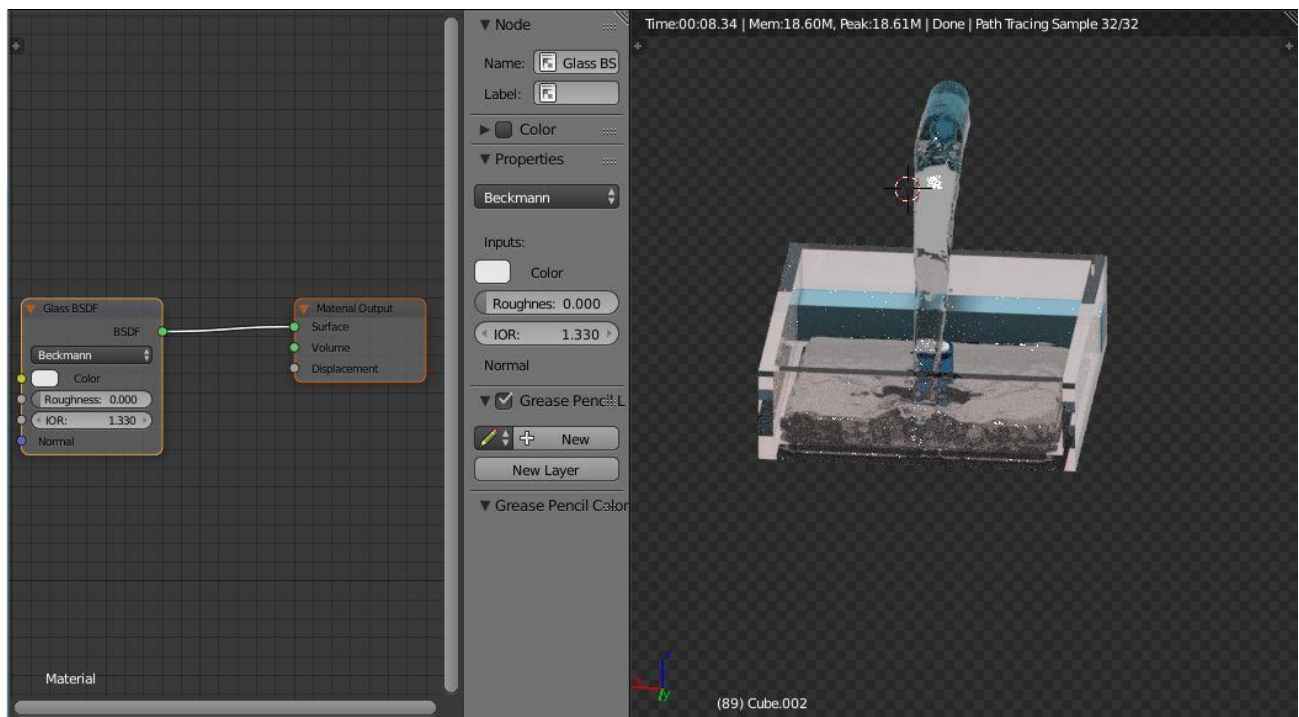 Glass BSDF
BSDF
Beckmann
Color
Roughness: 0.000
IOR: 1.330
Normal
Material Output
Surface
Volume
Displacement
Material
Node
Name: Glass BS
Label:
Color
Properties
Beckmann
Inputs:
Color
Roughnes: 0.000
IOR: 1.330
Normal
Grease Pencil L
New
New Layer
Grease Pencil Color
Time:00:08.34 | Mem:18.60M, Peak:18.61M | Done | Path Tracing Sample 32/32
(89) Cube.002